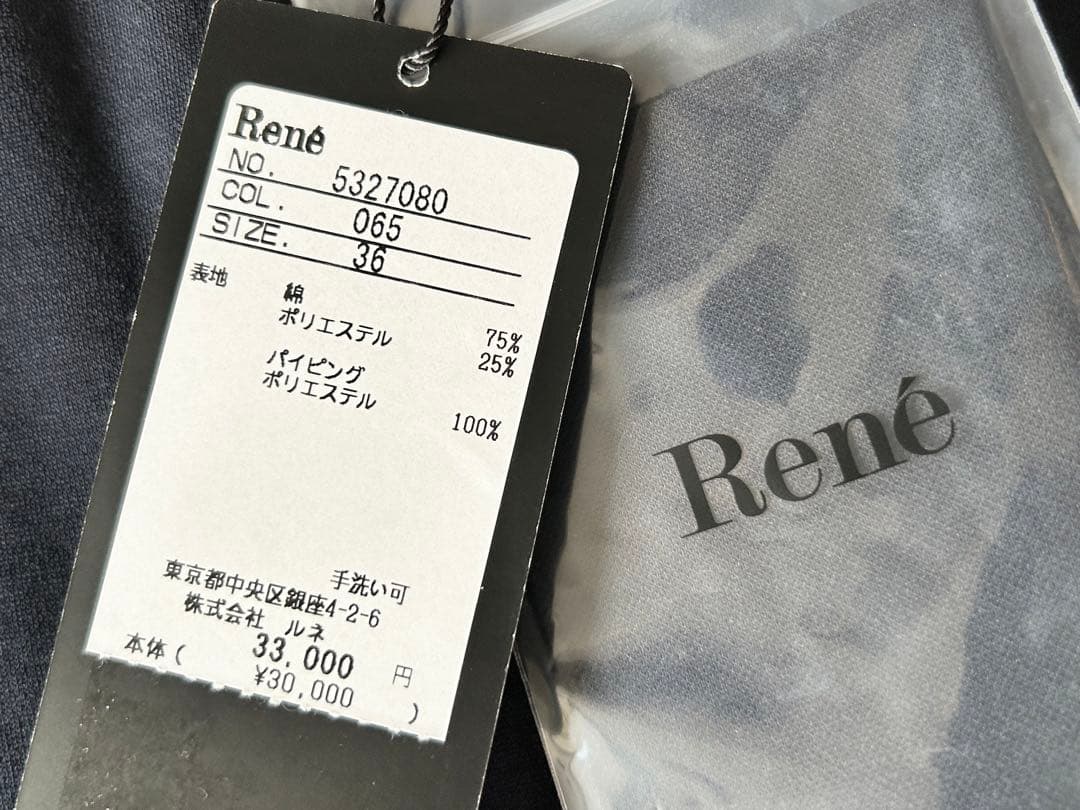 René
NO. 5327080
COL. 065
SIZE. 36
表地 綿 75%
ポリエステル 25%
パイピング
ポリエステル 100%
手洗い可
東京都中央区銀座4-2-6
株式会社 ルネ
33,000 円
本体( ¥30,000 )
René